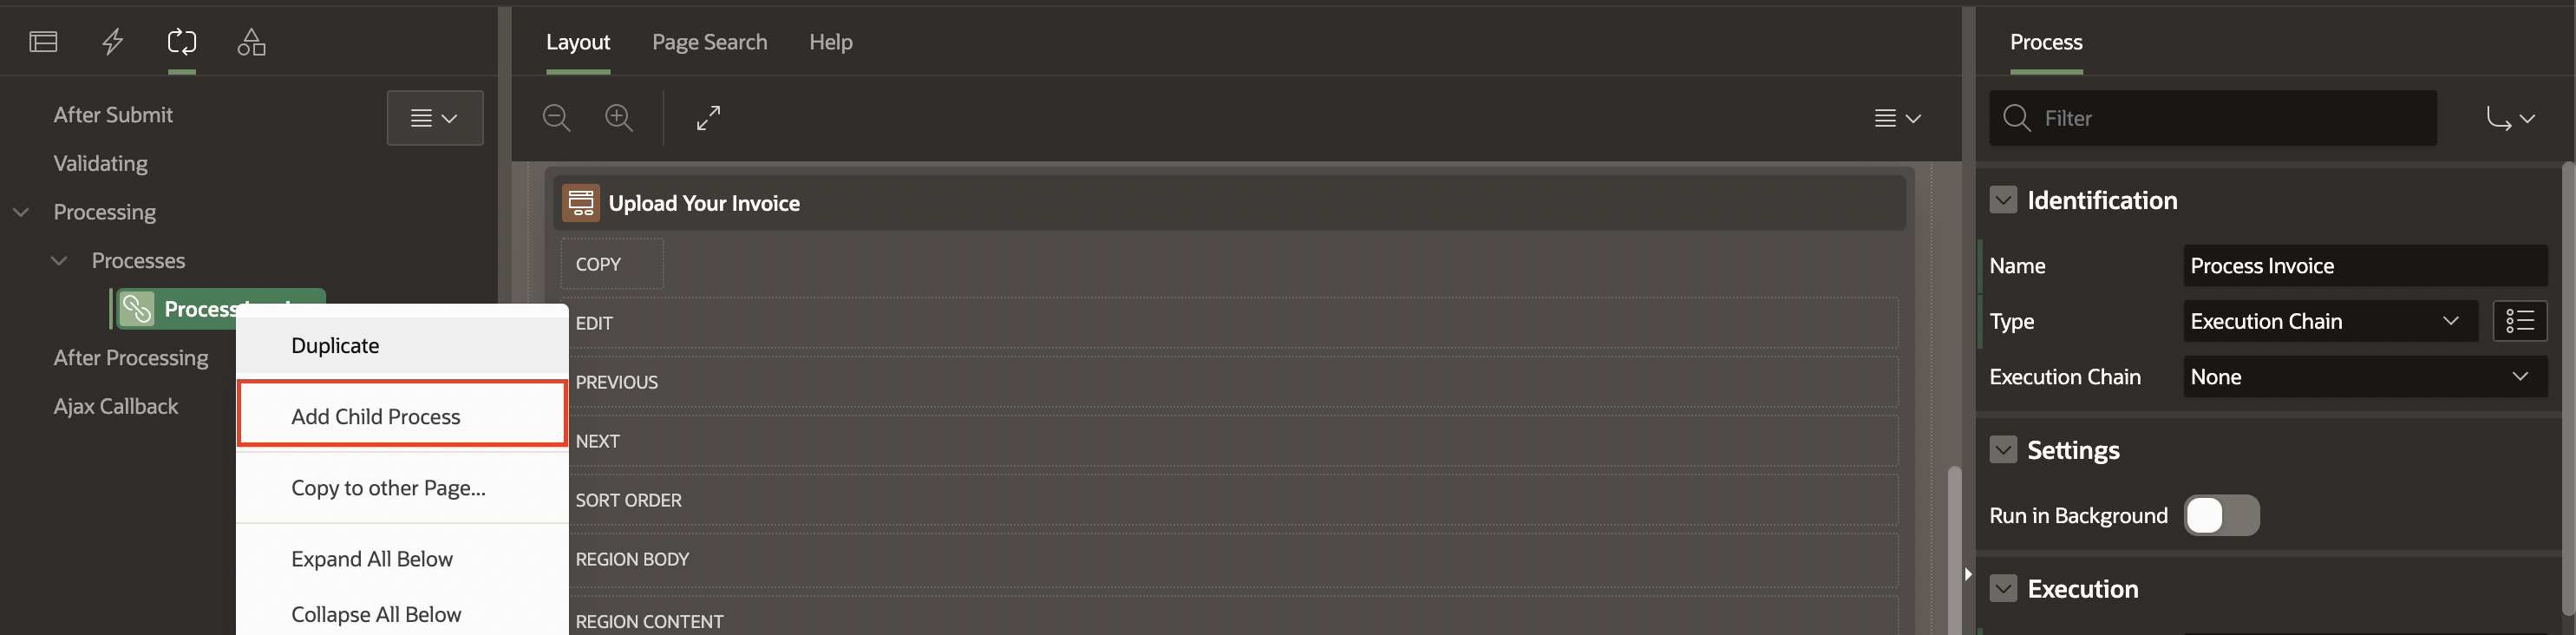 After Submit
Validating
Processing
Processes
Process
After Processing
Ajax Callback
Duplicate
Add Child Process
Copy to other Page...
Expand All Below
Collapse All Below
Layout Page Search Help
Upload Your Invoice
COPY
EDIT
PREVIOUS
NEXT
SORT ORDER
REGION BODY
REGION CONTENT
Process
Filter
Identification
Name Process Invoice
Type Execution Chain
Execution Chain None
Settings
Run in Background
Execution